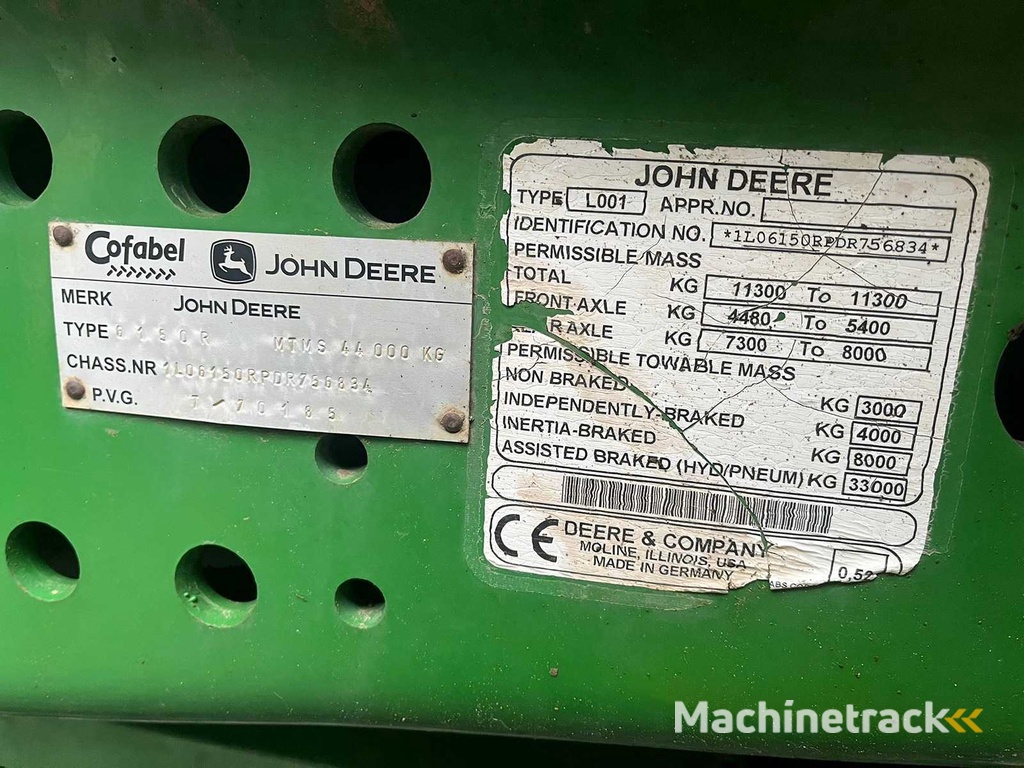 Cofabel JOHN DEERE
MERK JOHN DEERE
TYPE 6150R MTMS 44 000 KG
CHASS.NR 1L06150RPDR756834
P.V.G. T/70185
JOHN DEERE
TYPE L001 APPR.NO.
IDENTIFICATION NO. *1L06150RPDR756834*
PERMISSIBLE MASS
TOTAL KG 11300 To 11300
FRONT AXLE KG 4480 To 5400
REAR AXLE KG 7300 To 8000
PERMISSIBLE TOWABLE MASS
NON BRAKED KG 3000
INDEPENDENTLY-BRAKED KG 4000
INERTIA-BRAKED KG 8000
ASSISTED BRAKED (HYD/PNEUM) KG 33000
CE DEERE & COMPANY
MOLINE, ILLINOIS, USA
MADE IN GERMANY
0,52
Machinetrack